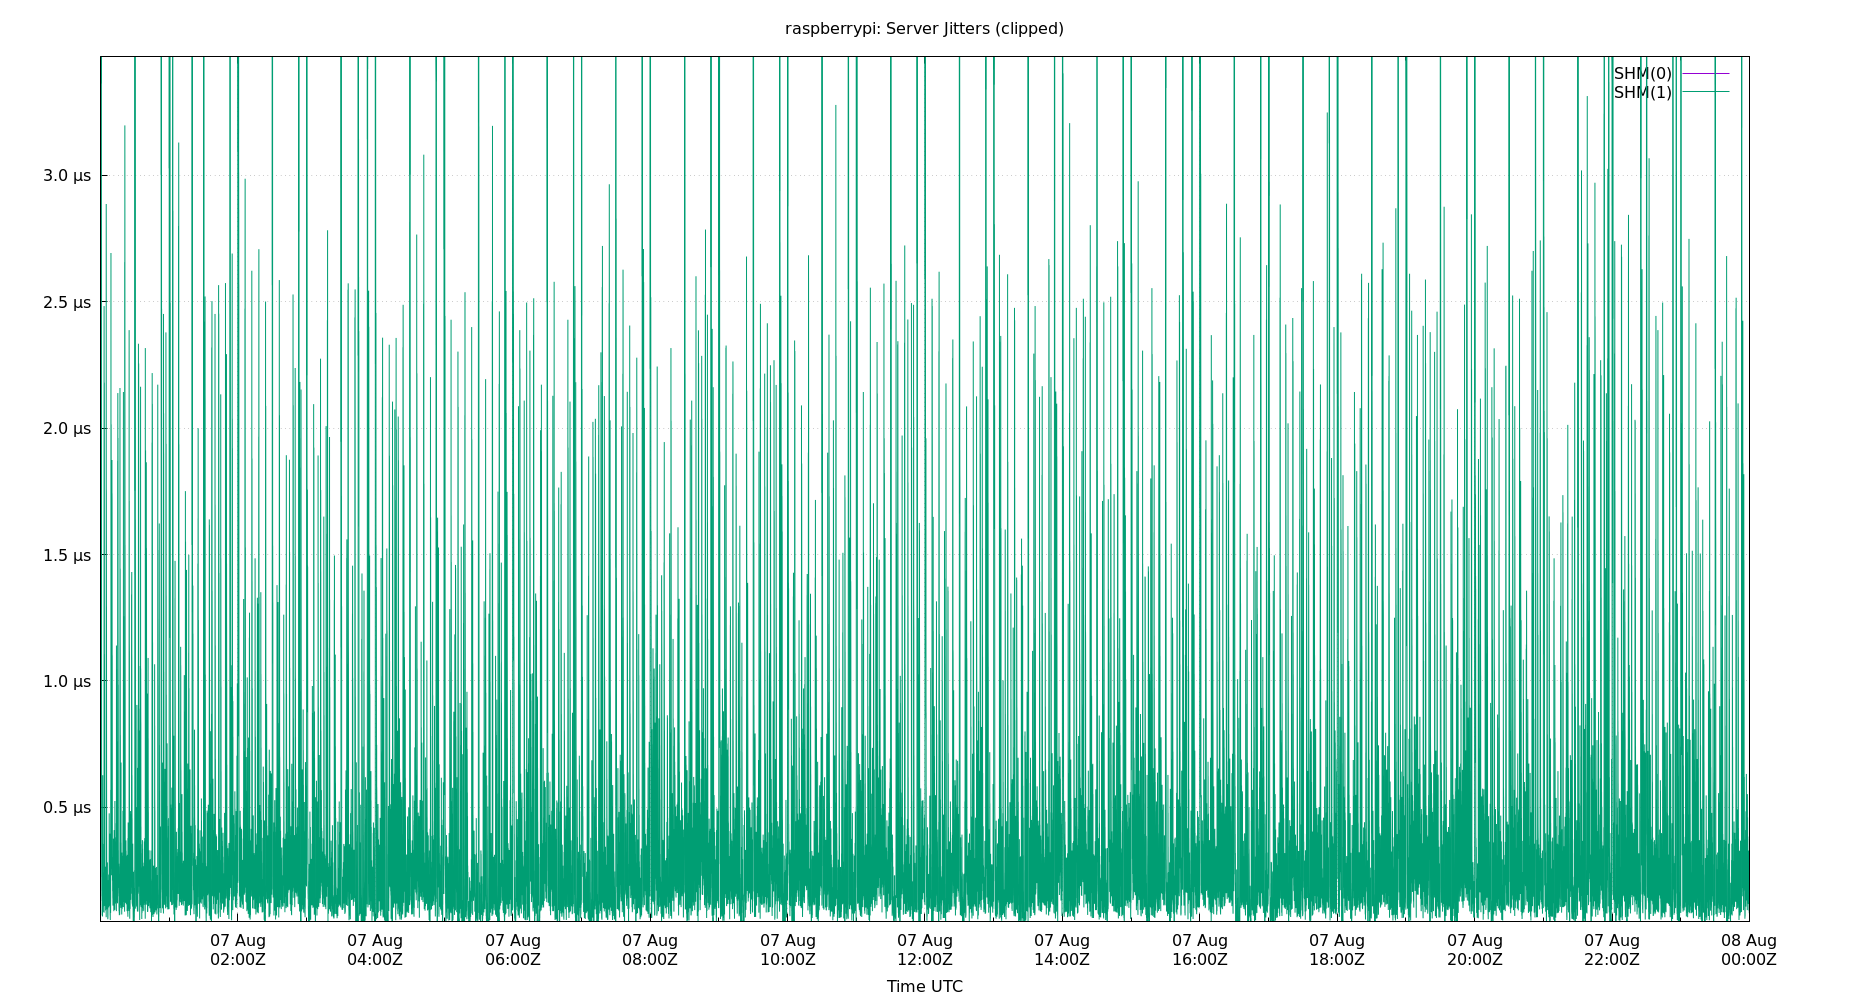 raspberrypi: Server Jitters (clipped)
SHM(0)
SHM(1)
3.0 µs
2.5 µs
2.0 µs
1.5 µs
1.0 µs
0.5 µs
07 Aug 07 Aug 07 Aug 07 Aug 07 Aug 07 Aug 07 Aug 07 Aug 07 Aug 07 Aug 07 Aug 08 Aug
02:00Z 04:00Z 06:00Z 08:00Z 10:00Z 12:00Z 14:00Z 16:00Z 18:00Z 20:00Z 22:00Z 00:00Z
Time UTC